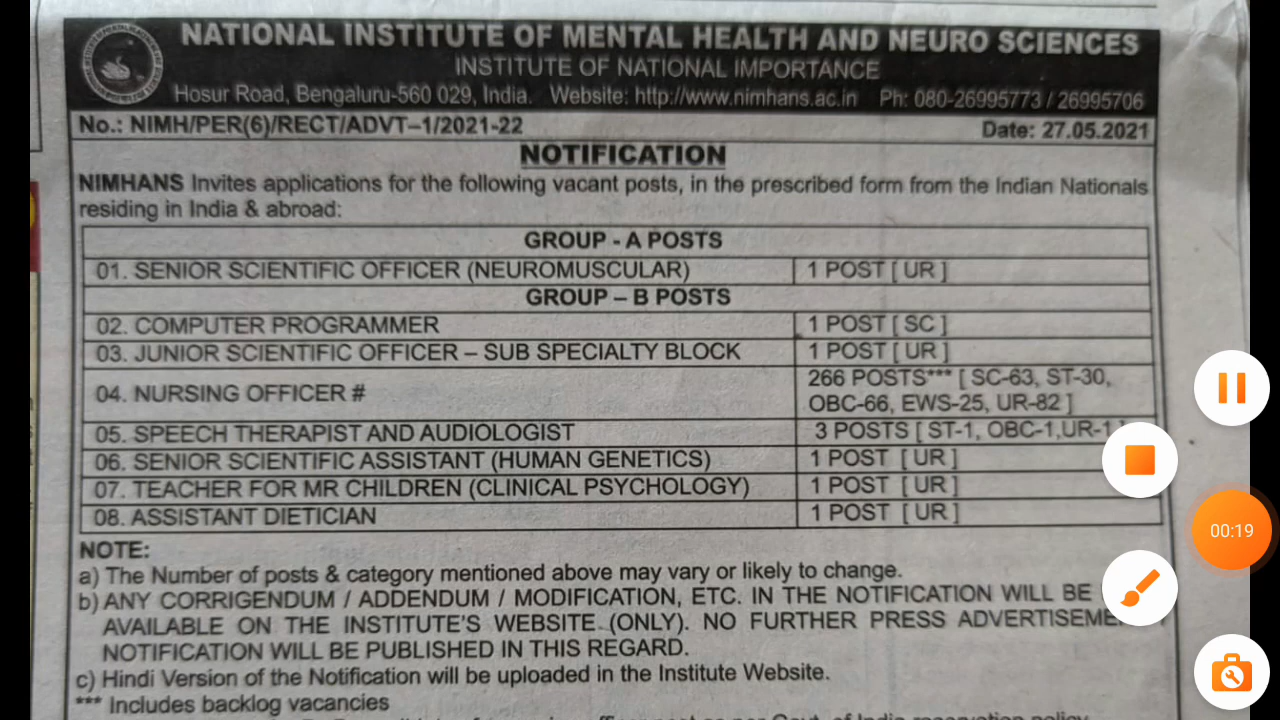 NATIONAL INSTITUTE OF MENTAL HEALTH AND NEURO SCIENCES
INSTITUTE OF NATIONAL IMPORTANCE
Hosur Road, Bengaluru-560 029, India. Website: http://www.nimhans.ac.in Ph: 080-26995773 / 26995706
No.: NIMH/PER(6)/RECT/ADVT–1/2021-22 Date: 27.05.2021
NOTIFICATION
NIMHANS Invites applications for the following vacant posts, in the prescribed form from the Indian Nationals
residing in India & abroad:
GROUP - A POSTS
01. SENIOR SCIENTIFIC OFFICER (NEUROMUSCULAR) 1 POST [ UR ]
GROUP – B POSTS
02. COMPUTER PROGRAMMER 1 POST [ SC ]
03. JUNIOR SCIENTIFIC OFFICER – SUB SPECIALTY BLOCK 1 POST [ UR ]
04. NURSING OFFICER # 266 POSTS*** [ SC-63, ST-30,
OBC-66, EWS-25, UR-82 ]
05. SPEECH THERAPIST AND AUDIOLOGIST 3 POSTS [ ST-1, OBC-1,UR-1 ]
06. SENIOR SCIENTIFIC ASSISTANT (HUMAN GENETICS) 1 POST [ UR ]
07. TEACHER FOR MR CHILDREN (CLINICAL PSYCHOLOGY) 1 POST [ UR ]
08. ASSISTANT DIETICIAN 1 POST [ UR ]
NOTE:
a) The Number of posts & category mentioned above may vary or likely to change.
b) ANY CORRIGENDUM / ADDENDUM / MODIFICATION, ETC. IN THE NOTIFICATION WILL BE
AVAILABLE ON THE INSTITUTE'S WEBSITE (ONLY). NO FURTHER PRESS
NOTIFICATION WILL BE PUBLISHED IN THIS REGARD.
c) Hindi Version of the Notification will be uploaded in the Institute Website.
*** Includes backlog vacancies
00:19